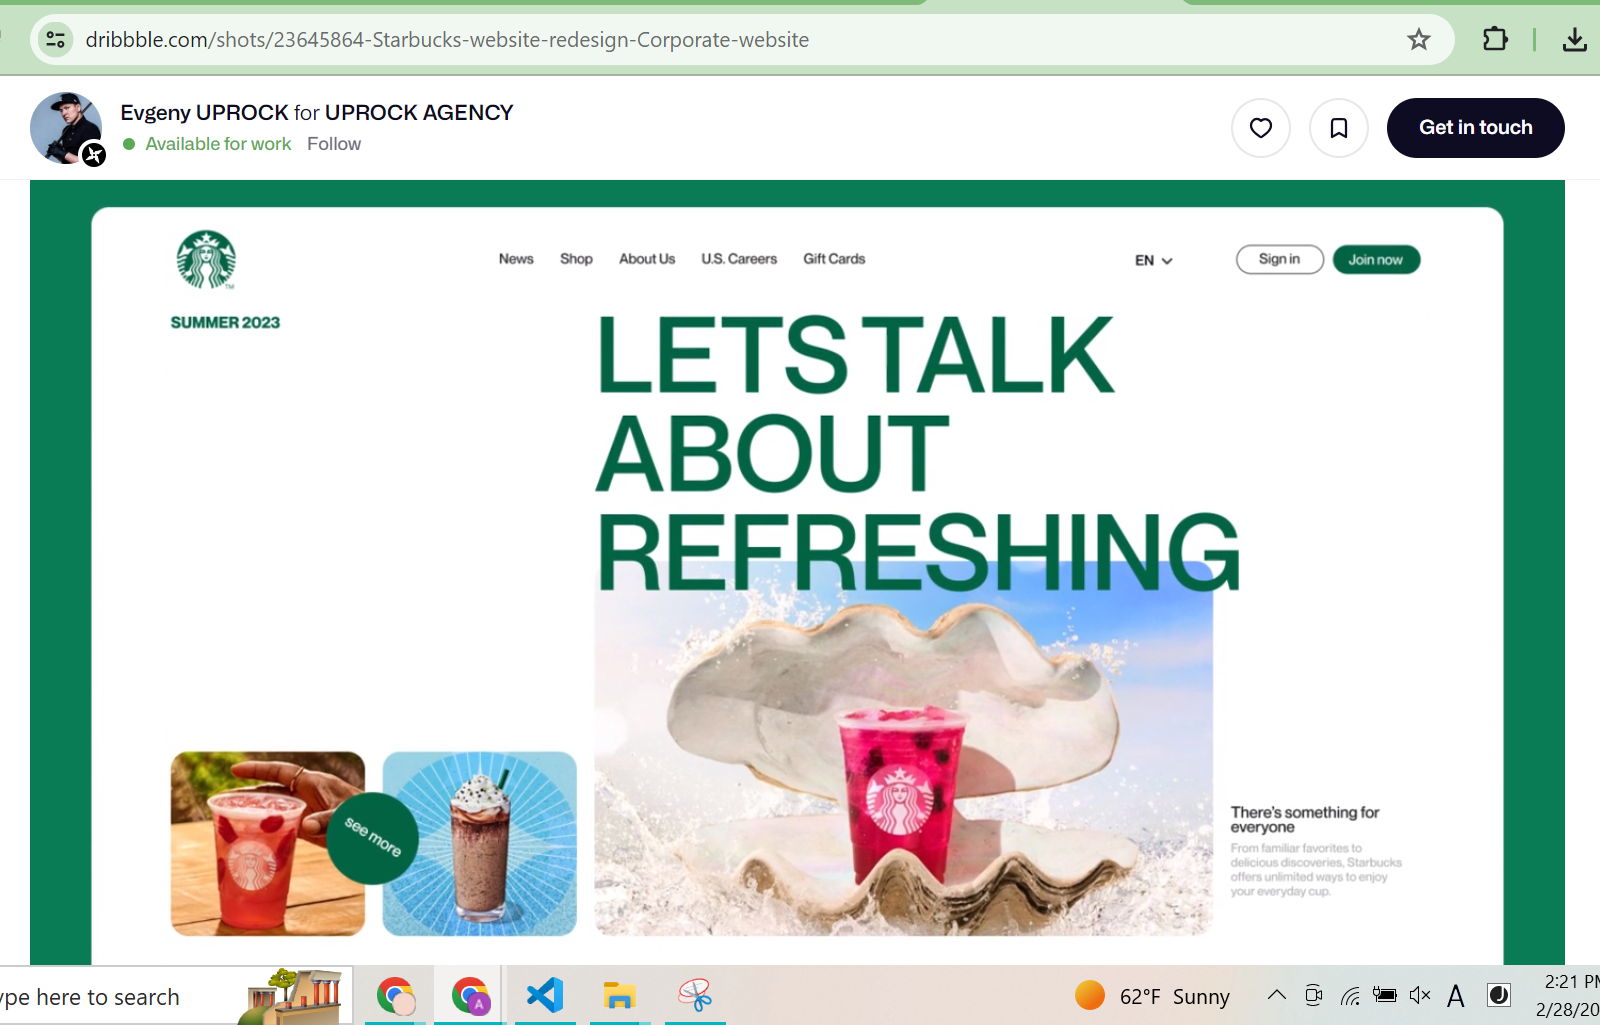 dribbble.com/shots/23645864-Starbucks-website-redesign-Corporate-website
Evgeny UPROCK for UPROCK AGENCY
Available for work Follow
Get in touch
News Shop About Us U.S. Careers Gift Cards
EN
Sign in
Join now
TM
SUMMER 2023
LETS TALK
ABOUT
REFRESHING
see more
There's something for
everyone
From familiar favorites to
delicious discoveries, Starbucks
offers unlimited ways to enjoy
your everyday cup.
ype here to search
A
62°F Sunny
A
2:21 PM
2/28/20